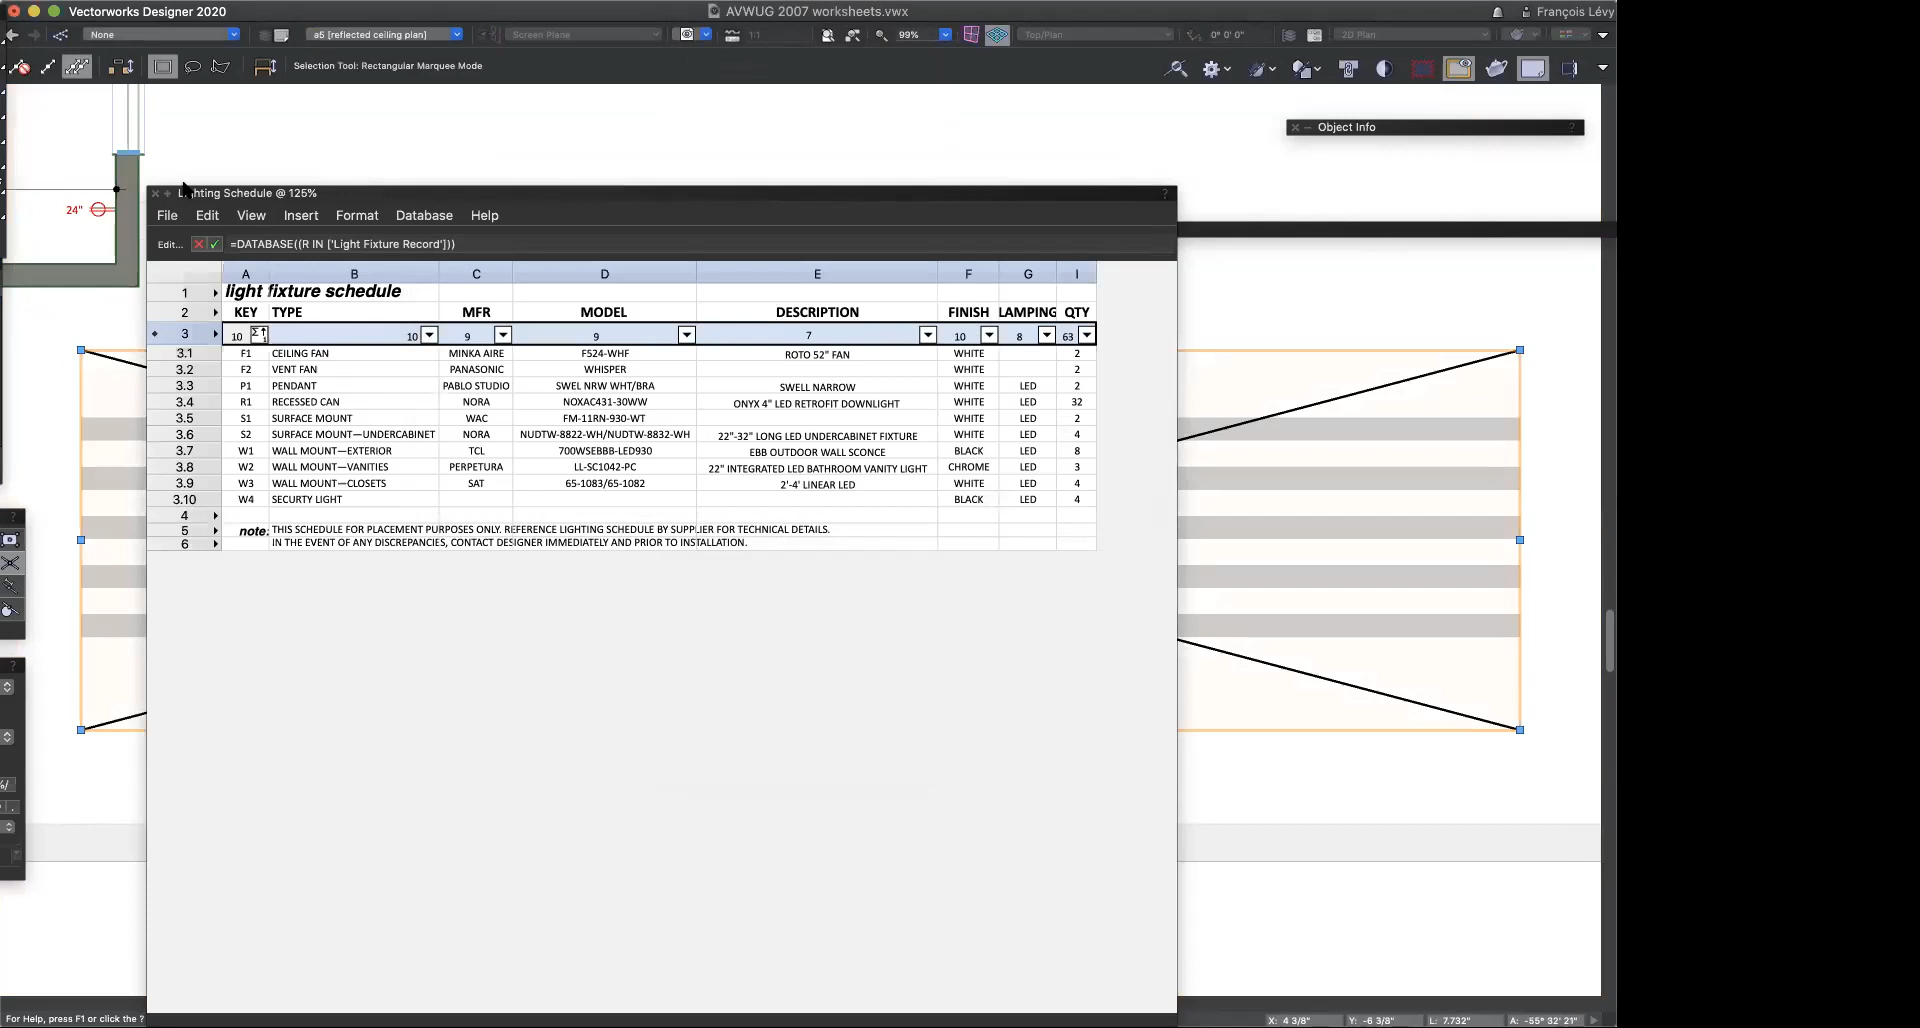 Vectorworks Designer 2020
AVWUG 2007 worksheets.vwx
François Lévy
None
a5 [reflected ceiling plan]
Screen Plane
1:1
99%
Top/Plan
0° 0' 0"
2D Plan
Selection Tool: Rectangular Marquee Mode
Object Info ?
24"
Lighting Schedule @ 125% ?
File Edit View Insert Format Database Help
Edit... =DATABASE((R IN ['Light Fixture Record']))
A B C D E F G I
1 light fixture schedule
2 KEY TYPE MFR MODEL DESCRIPTION FINISH LAMPING QTY
3 10 10 9 9 7 10 8 63
3.1 F1 CEILING FAN MINKA AIRE F524-WHF ROTO 52" FAN WHITE 2
3.2 F2 VENT FAN PANASONIC WHISPER WHITE 2
3.3 P1 PENDANT PABLO STUDIO SWEL NRW WHT/BRA SWELL NARROW WHITE LED 2
3.4 R1 RECESSED CAN NORA NOXAC431-30WW ONYX 4" LED RETROFIT DOWNLIGHT WHITE LED 32
3.5 S1 SURFACE MOUNT WAC FM-11RN-930-WT WHITE LED 2
3.6 S2 SURFACE MOUNT—UNDERCABINET NORA NUDTW-8822-WH/NUDTW-8832-WH 22"-32" LONG LED UNDERCABINET FIXTURE WHITE LED 4
3.7 W1 WALL MOUNT—EXTERIOR TCL 700WSEBBB-LED930 EBB OUTDOOR WALL SCONCE BLACK LED 8
3.8 W2 WALL MOUNT—VANITIES PERPETURA LL-SC1042-PC 22" INTEGRATED LED BATHROOM VANITY LIGHT CHROME LED 3
3.9 W3 WALL MOUNT—CLOSETS SAT 65-1083/65-1082 2'-4' LINEAR LED WHITE LED 4
3.10 W4 SECURTY LIGHT BLACK LED 4
4
5 note: THIS SCHEDULE FOR PLACEMENT PURPOSES ONLY. REFERENCE LIGHTING SCHEDULE BY SUPPLIER FOR TECHNICAL DETAILS.
6 IN THE EVENT OF ANY DISCREPANCIES, CONTACT DESIGNER IMMEDIATELY AND PRIOR TO INSTALLATION.
?
?
For Help, press F1 or click the ?
X: 4 3/8" Y: -6 3/8" L: 7.732" A: -55° 32' 21"